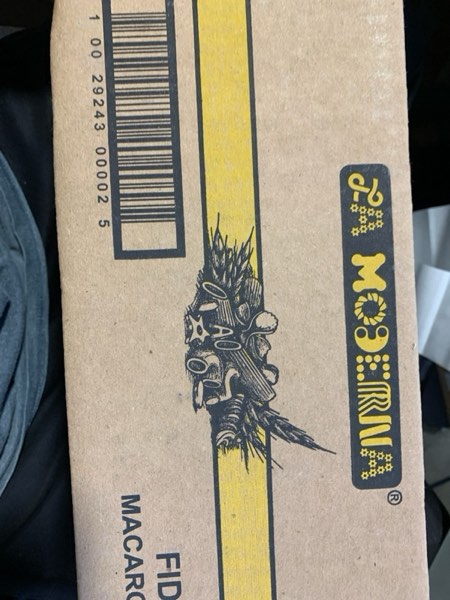 1 00 29243 00002 5
LA MODERNA®
FID
MACARO